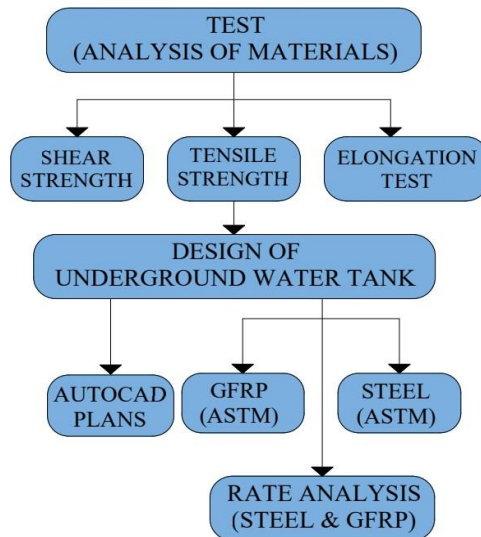 TEST
(ANALYSIS OF MATERIALS)
SHEAR
STRENGTH
TENSILE
STRENGTH
ELONGATION
TEST
DESIGN OF
UNDERGROUND WATER TANK
AUTOCAD
PLANS
GFRP
(ASTM)
STEEL
(ASTM)
RATE ANALYSIS
(STEEL & GFRP)